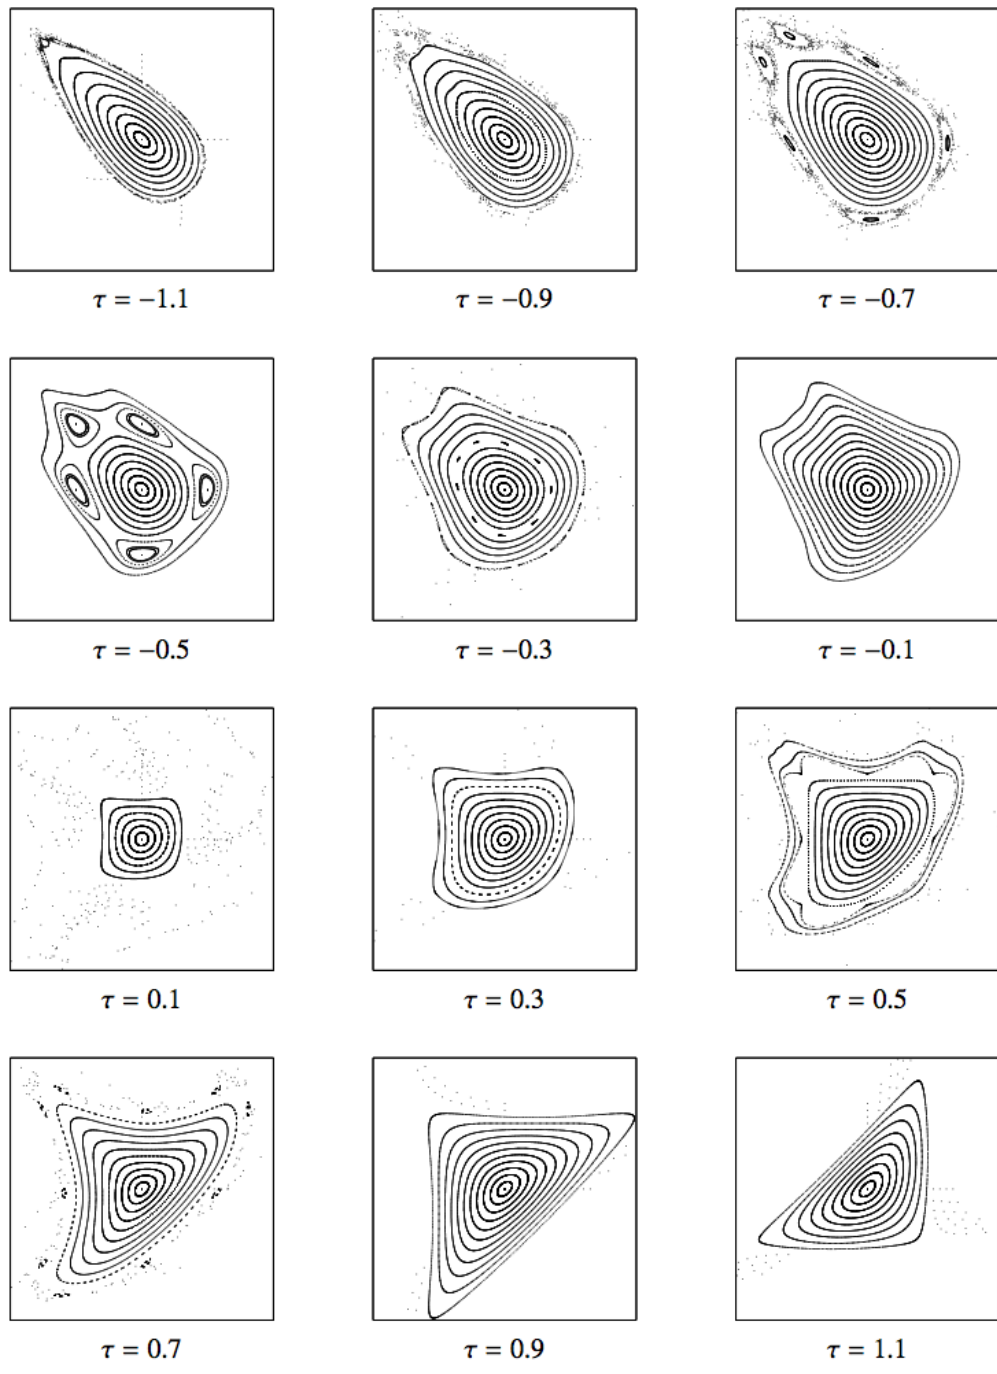 τ = −1.1
τ = −0.9
τ = −0.7
τ = −0.5
τ = −0.3
τ = −0.1
τ = 0.1
τ = 0.3
τ = 0.5
τ = 0.7
τ = 0.9
τ = 1.1